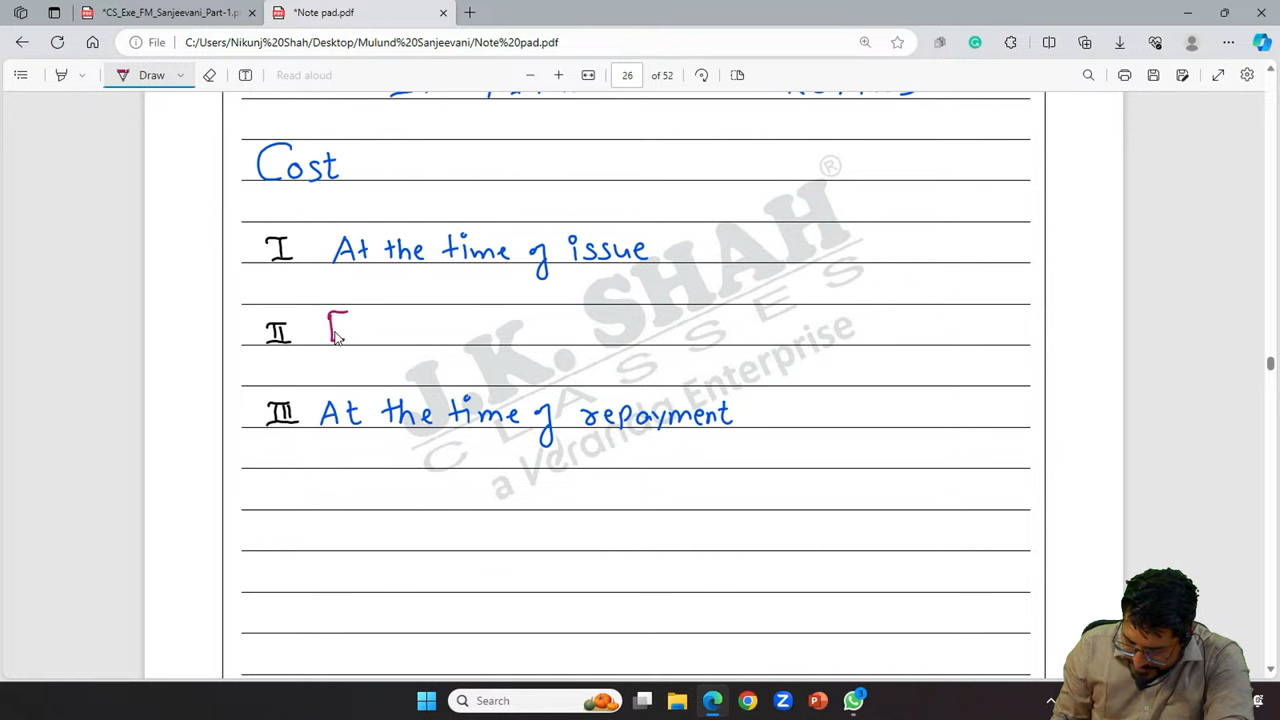 *CS_Exe_FM_Sanjeevani_Part-1.p
*Note pad.pdf
File
C:/Users/Nikunj%20Shah/Desktop/Mulund%20Sanjeevani/Note%20pad.pdf
Draw
Read aloud
26 of 52
Cost
I At the time of issue
II
III At the time of repayment
J.K. SHAH ®
CLASSES
a Veranda Enterprise
Search
3